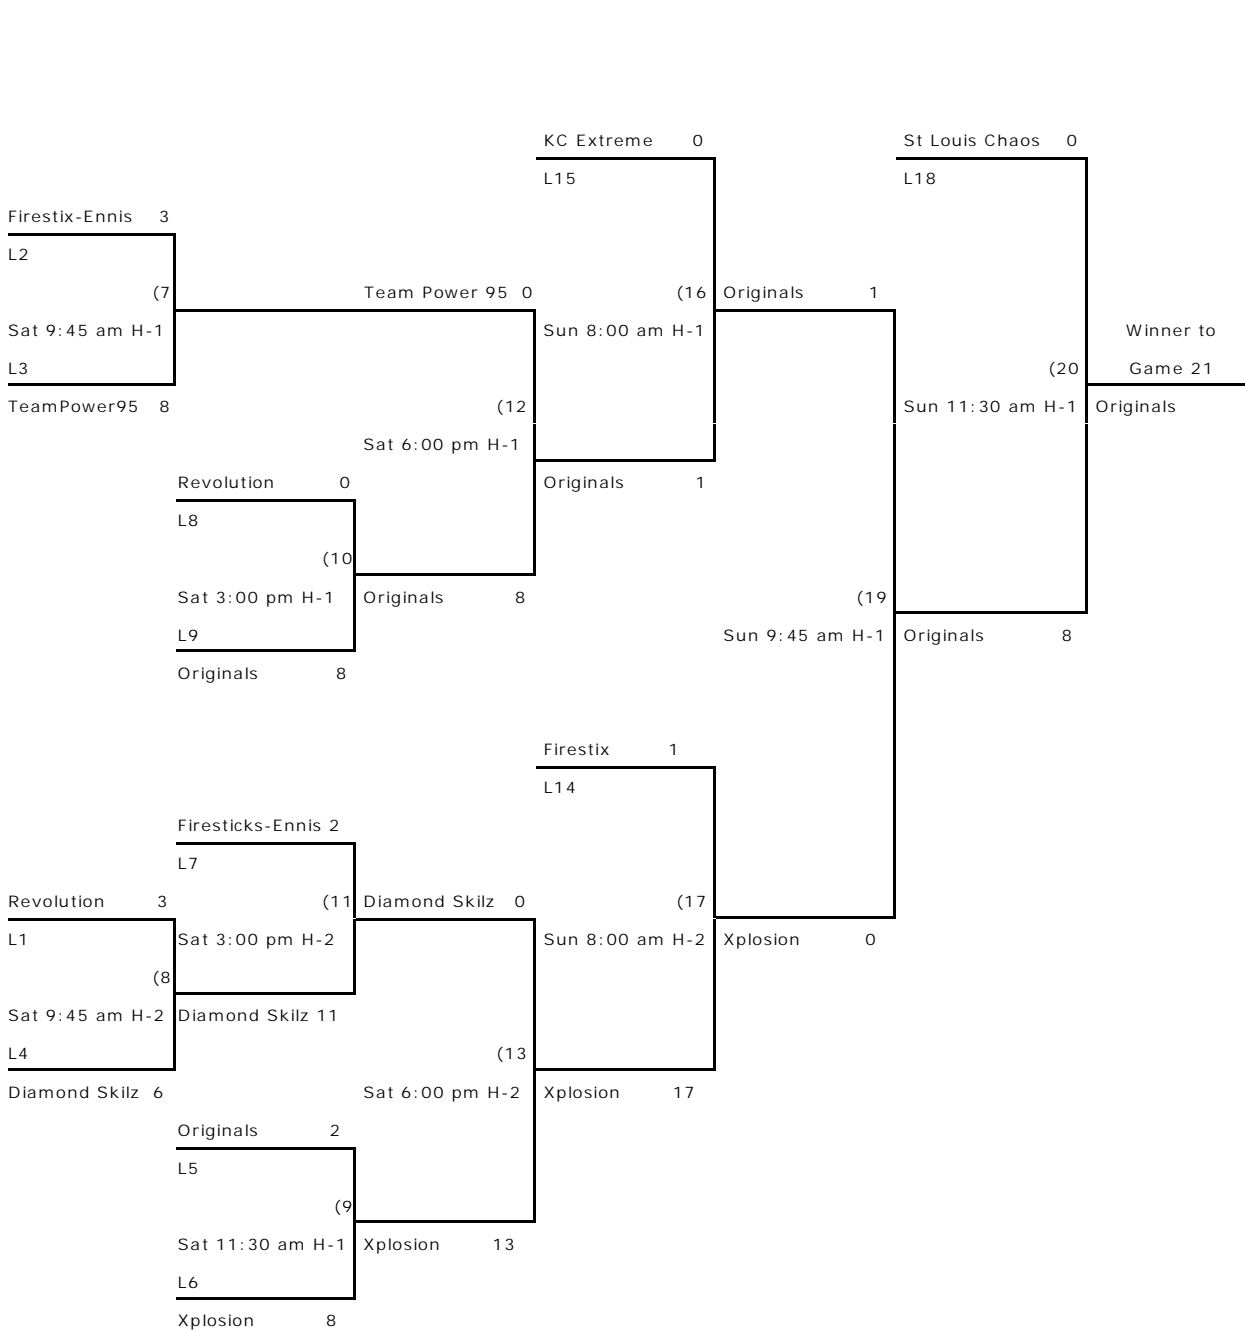 KC Extreme 0 St Louis Chaos 0
L15 L18
Firestix-Ennis 3
L2
(7 Team Power 95 0 (16 Originals 1
Sat 9:45 am H-1 Sun 8:00 am H-1 Winner to
L3 (20 Game 21
TeamPower95 8 (12 Sun 11:30 am H-1 Originals
Sat 6:00 pm H-1
Revolution 0 Originals 1
L8
(10
Sat 3:00 pm H-1 Originals 8 (19
L9 Sun 9:45 am H-1 Originals 8
Originals 8
Firestix 1
L14
Firesticks-Ennis 2
L7
Revolution 3 (11 Diamond Skilz 0 (17
L1 Sat 3:00 pm H-2 Sun 8:00 am H-2 Xplosion 0
(8
Sat 9:45 am H-2 Diamond Skilz 11
L4 (13
Diamond Skilz 6 Sat 6:00 pm H-2 Xplosion 17
Originals 2
L5
(9
Sat 11:30 am H-1 Xplosion 13
L6
Xplosion 8